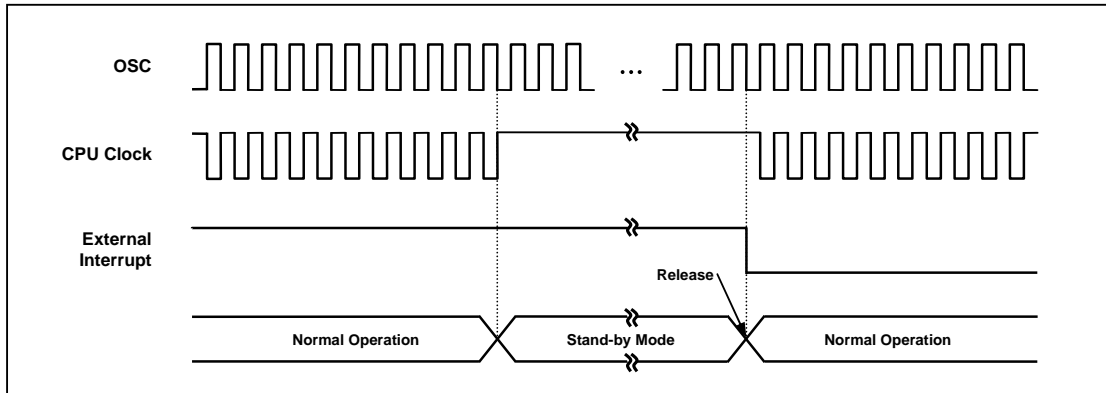 OSC
...
CPU Clock
External
Interrupt
Release
Normal Operation
Stand-by Mode
Normal Operation